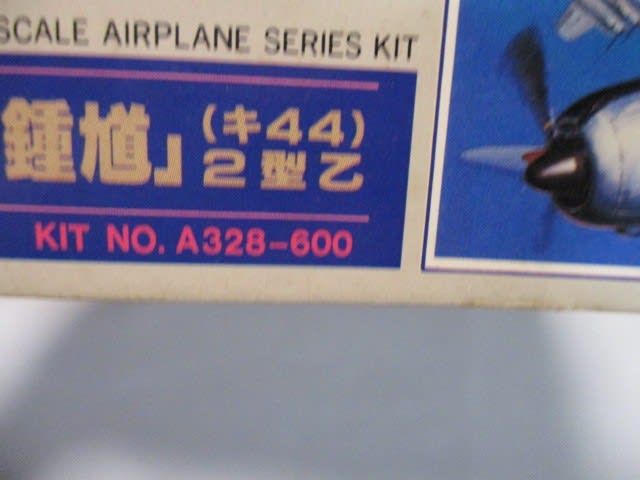 SCALE AIRPLANE SERIES KIT
鍾馗」(キ44)
2型乙
KIT NO. A328-600